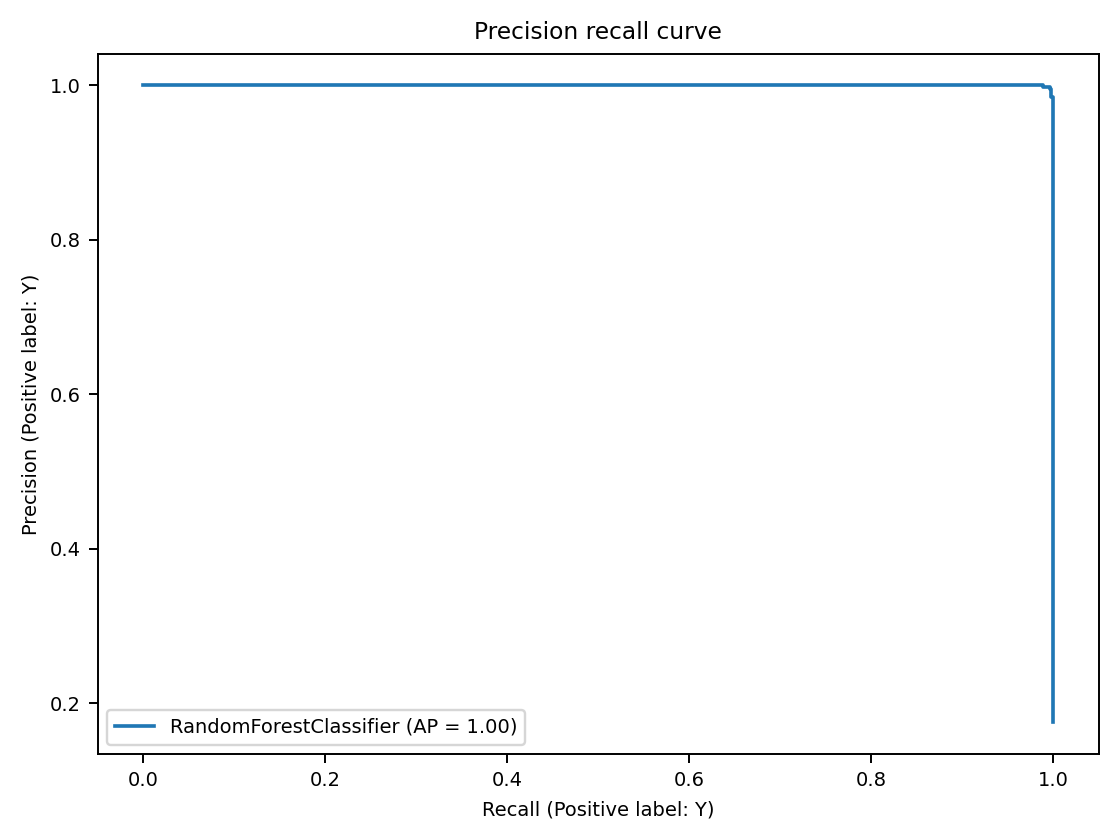 Precision recall curve
1.0
0.8
0.6
0.4
0.2
Precision (Positive label: Y)
RandomForestClassifier (AP = 1.00)
0.0 0.2 0.4 0.6 0.8 1.0
Recall (Positive label: Y)